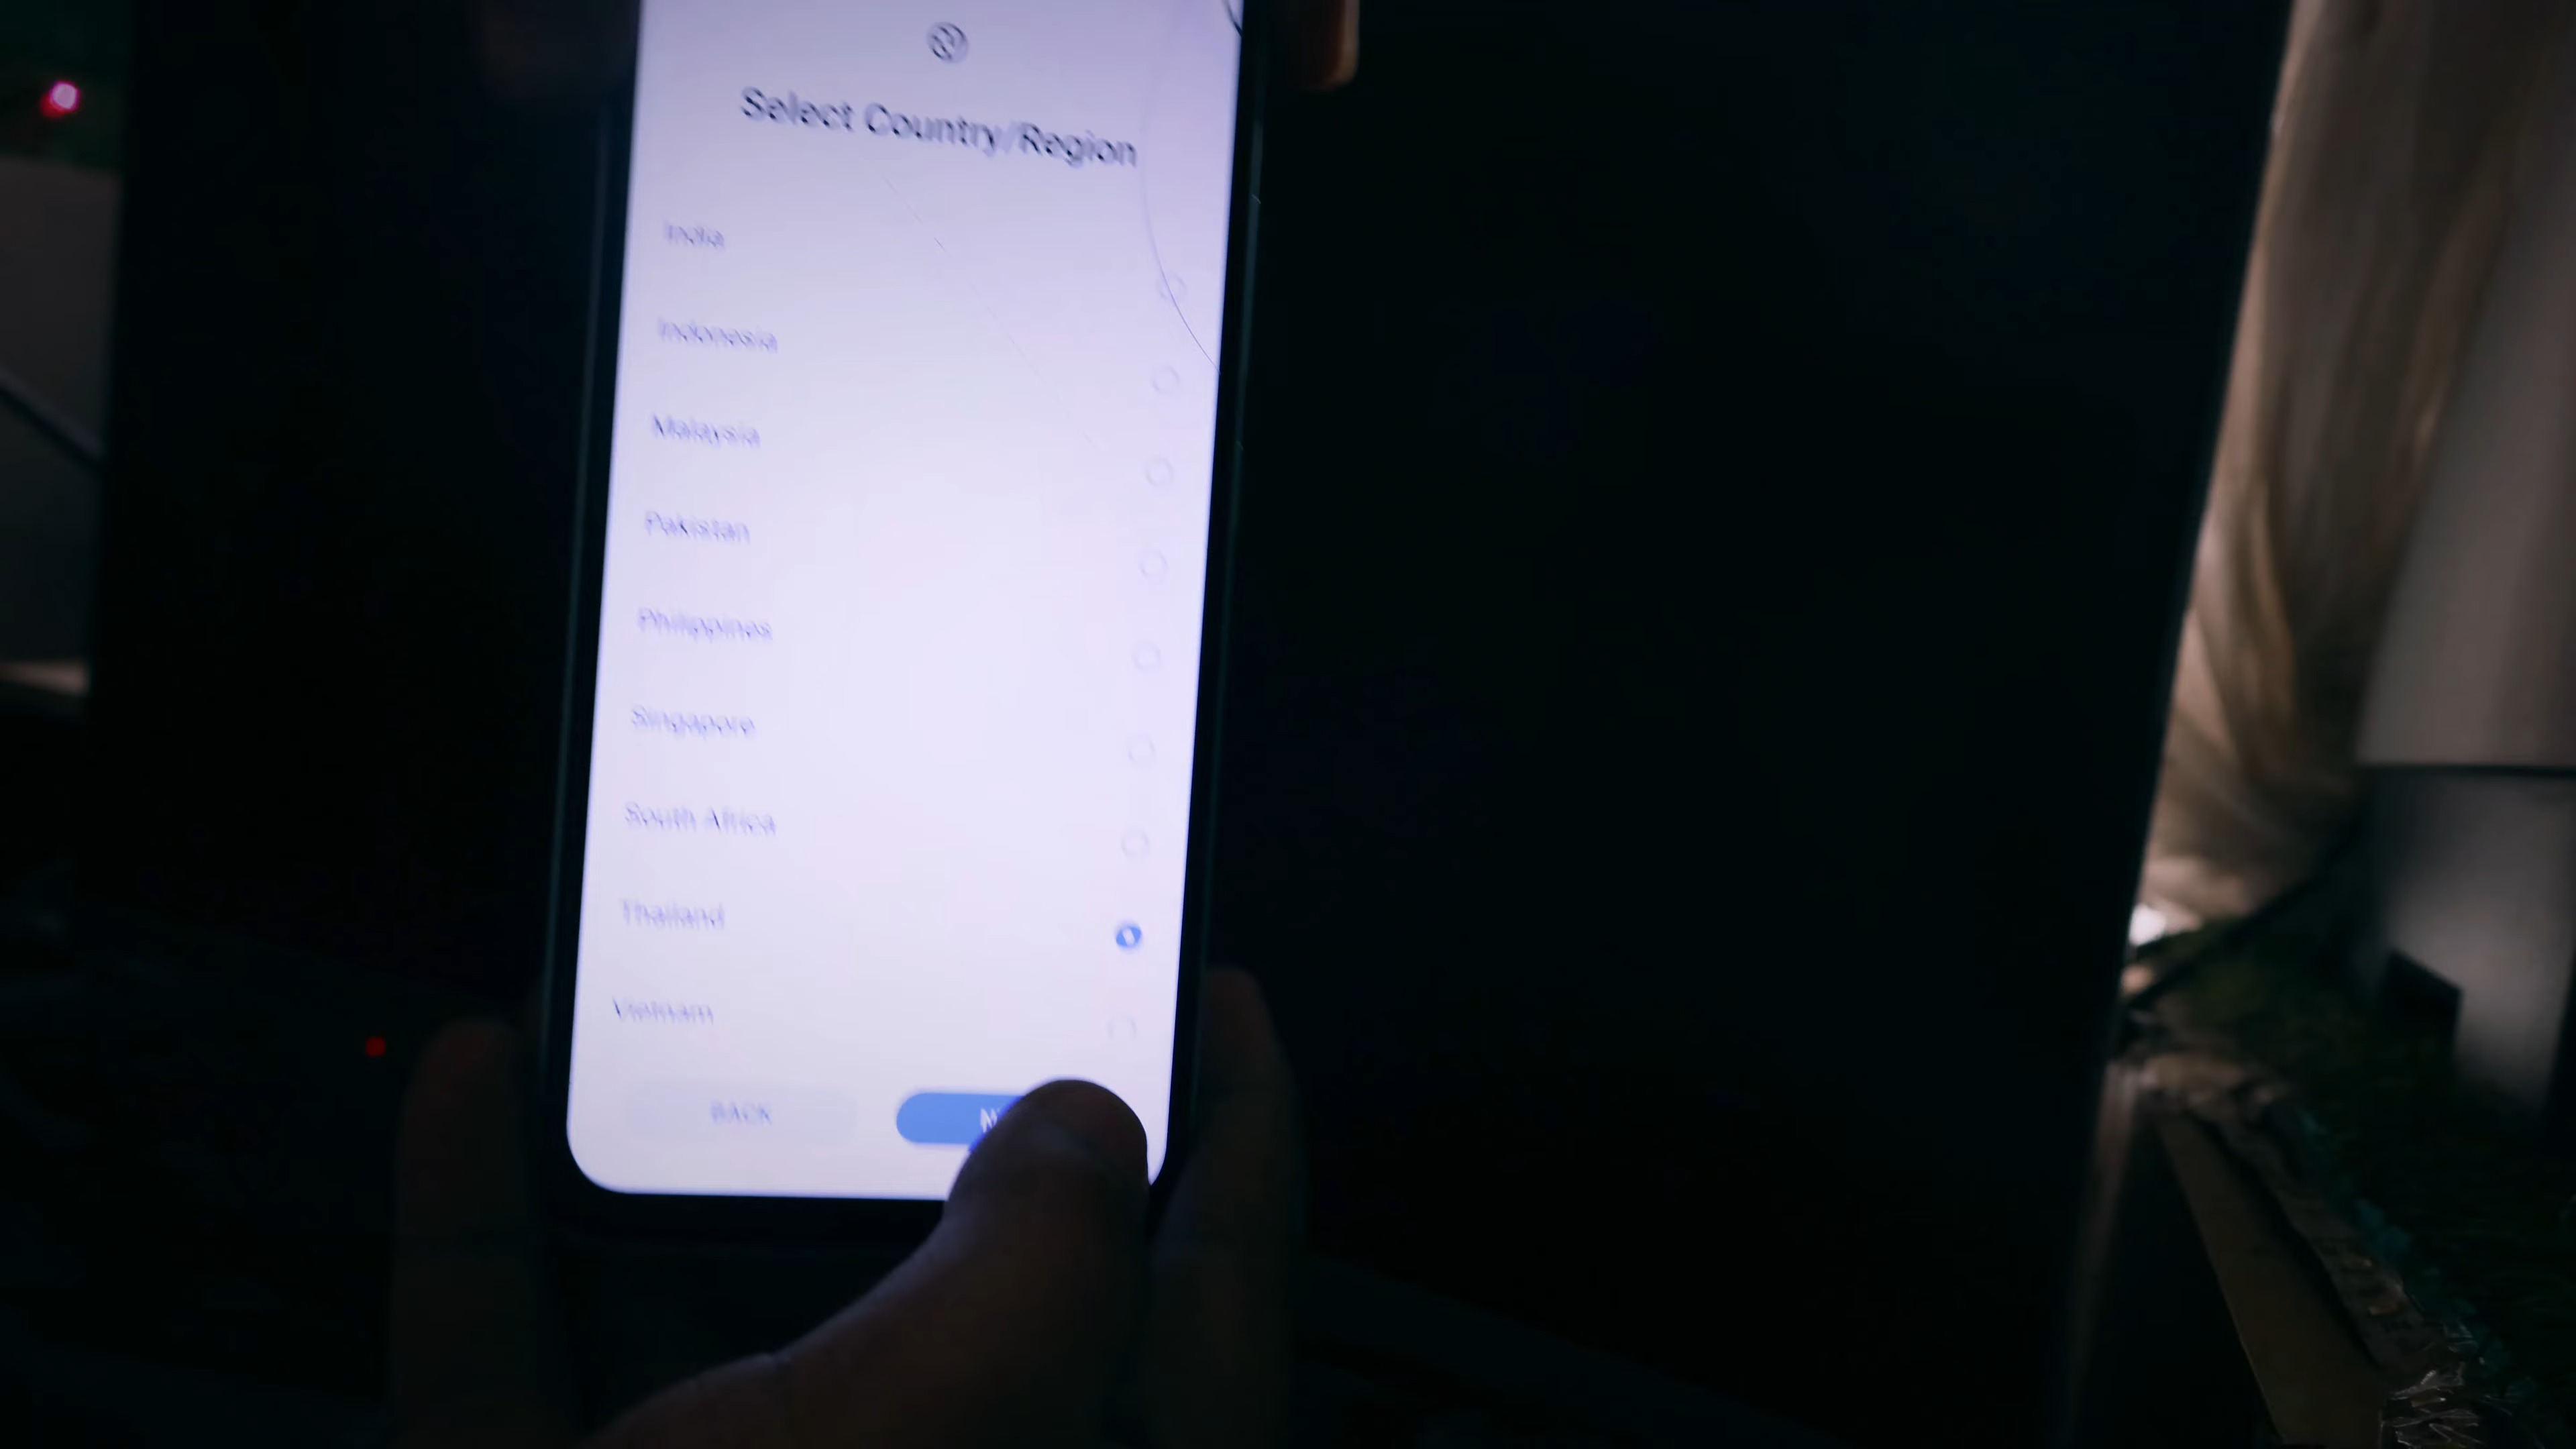 Select Country/Region
India
Indonesia
Malaysia
Pakistan
Philippines
Singapore
South Africa
Thailand
Vietnam
BACK